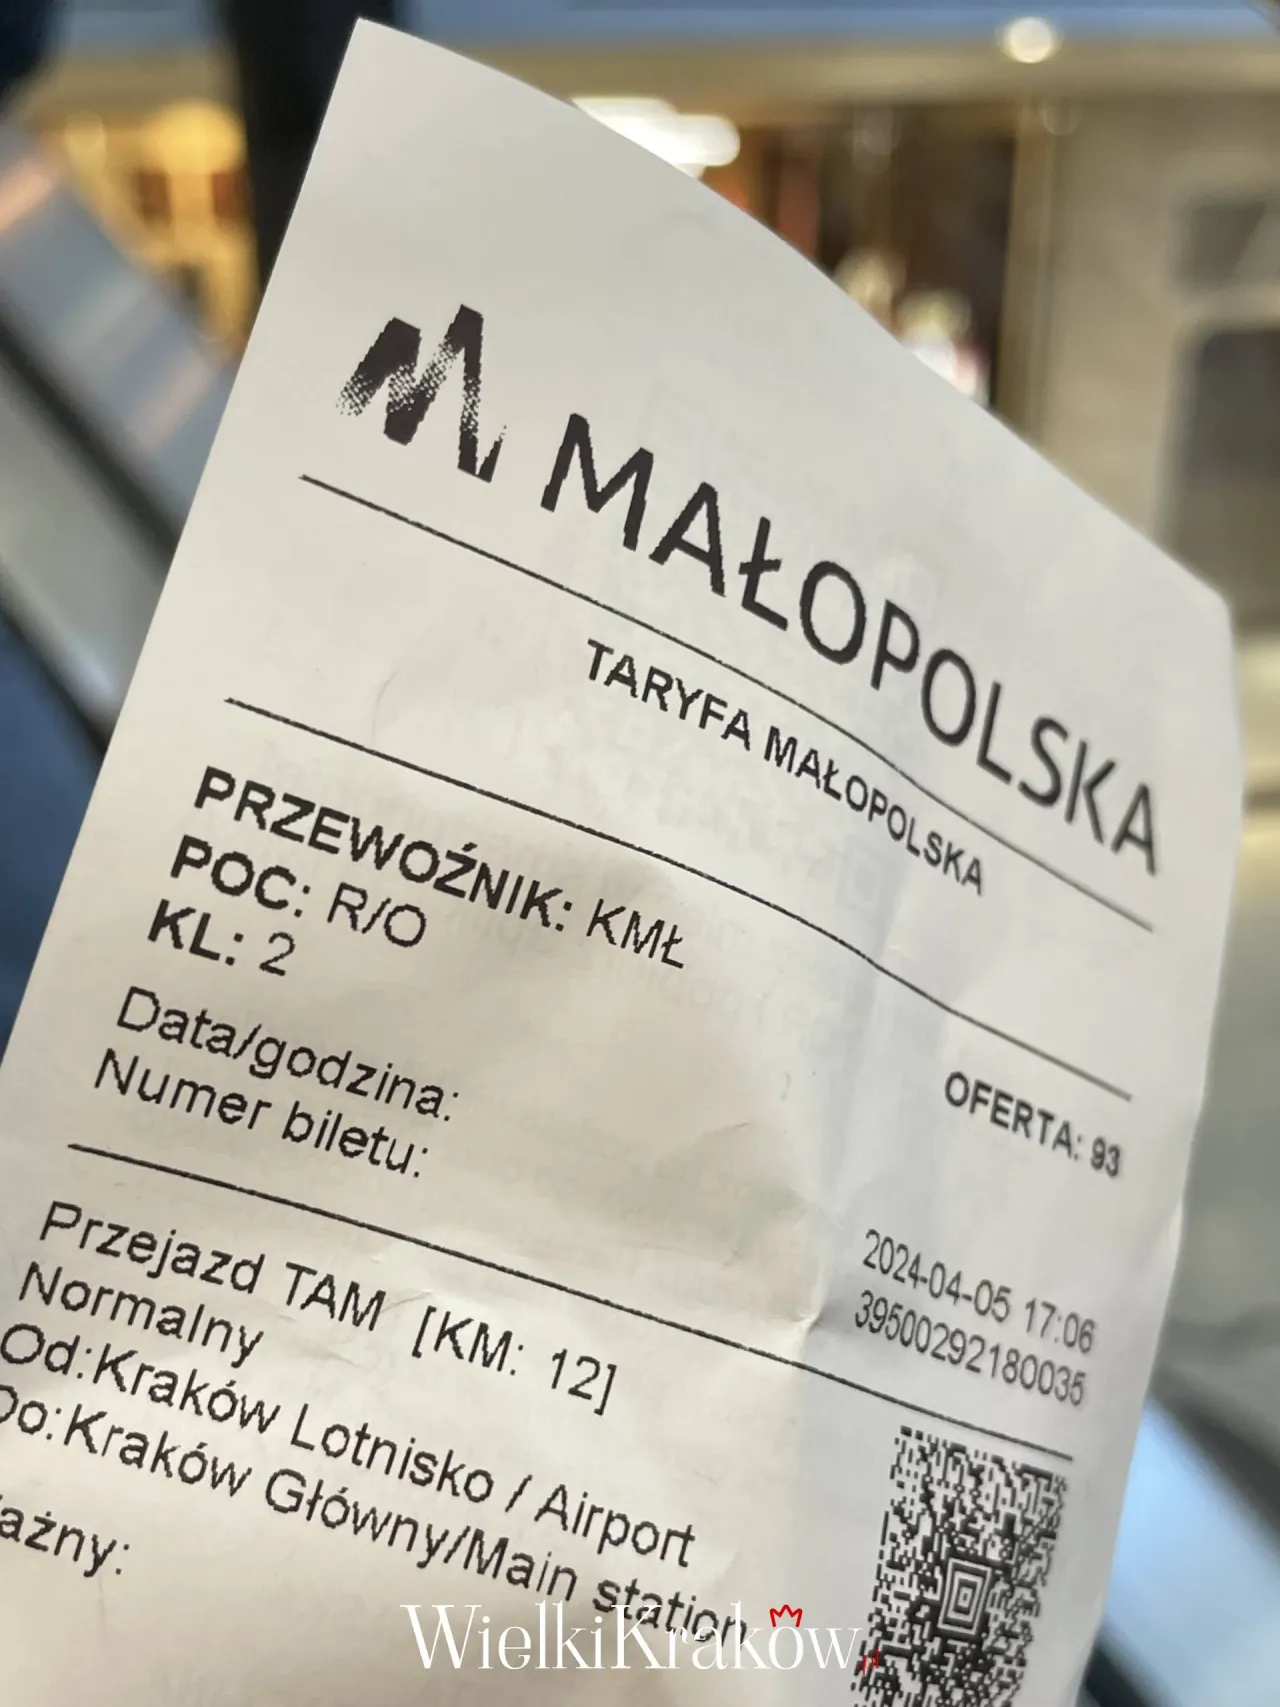 MAŁOPOLSKA
TARYFA MAŁOPOLSKA
PRZEWOŹNIK: KMŁ
POC: R/O
KL: 2
OFERTA: 93
Data/godzina: 2024-04-05 17:06
Numer biletu: 39500292180035
Przejazd TAM [KM: 12]
Normalny
Od:Kraków Lotnisko / Airport
Do:Kraków Główny/Main station
ażny:
WielkiKraków.pl